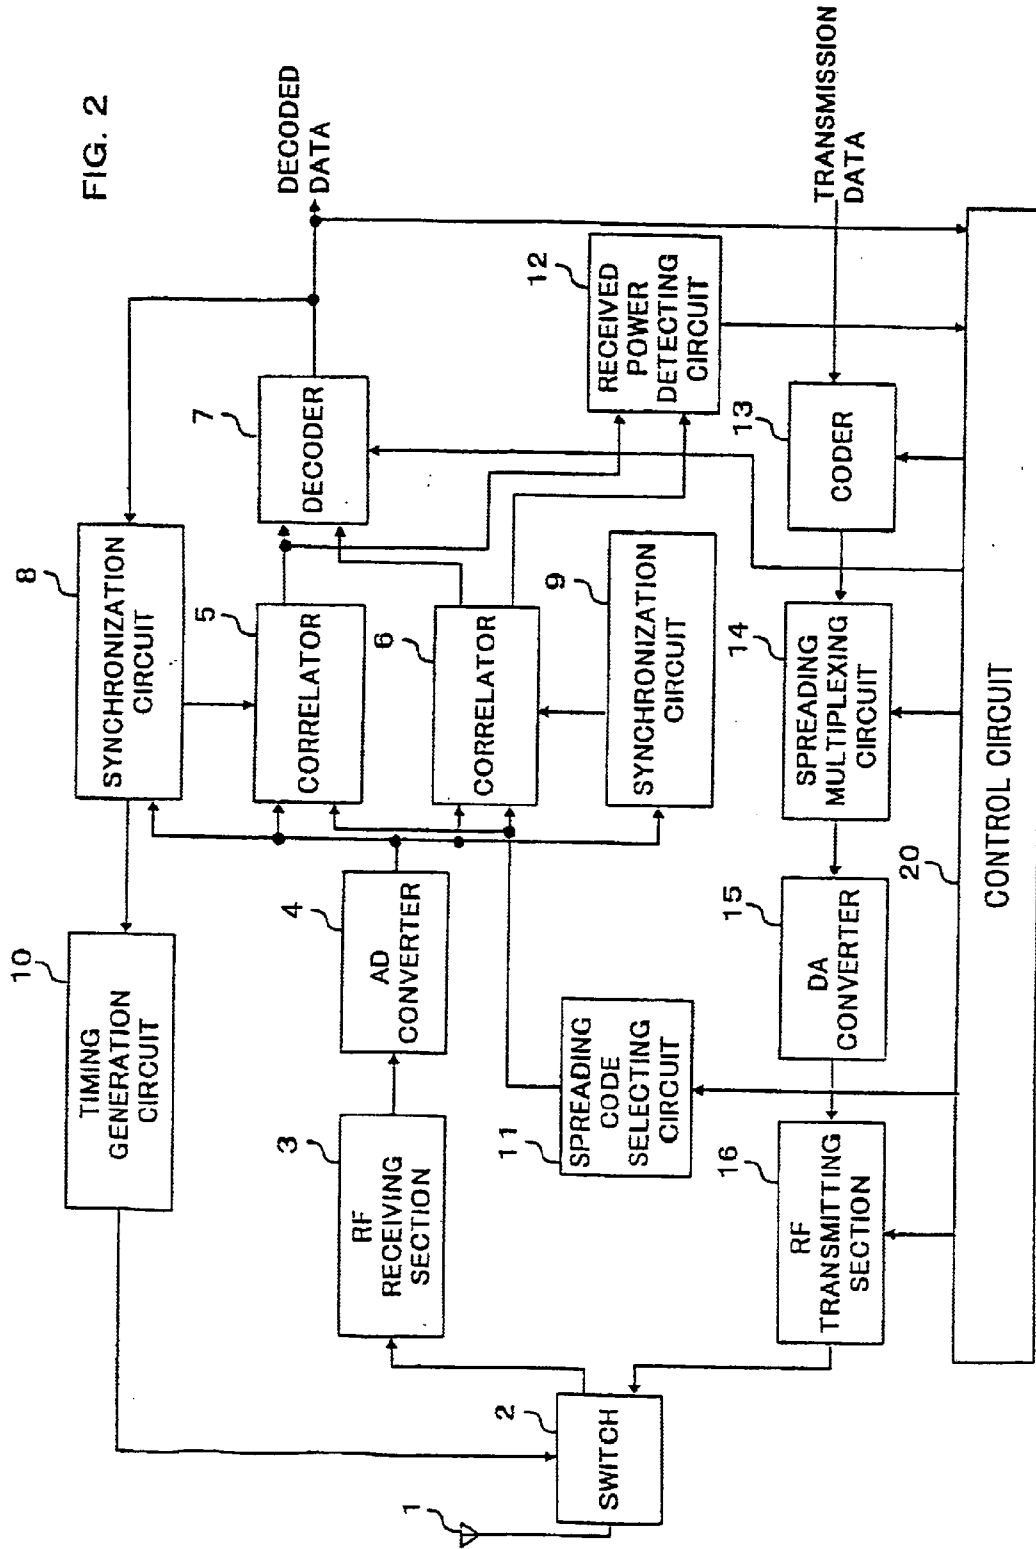 FIG. 2
10
TIMING
GENERATION
CIRCUIT
8
SYNCHRONIZATION
CIRCUIT
7
DECODER
DECODED
DATA
5
CORRELATOR
6
CORRELATOR
3
RF
RECEIVING
SECTION
4
AD
CONVERTER
9
SYNCHRONIZATION
CIRCUIT
12
RECEIVED
POWER
DETECTING
CIRCUIT
1
2
SWITCH
11
SPREADING
CODE
SELECTING
CIRCUIT
16
RF
TRANSMITTING
SECTION
15
DA
CONVERTER
14
SPREADING
MULTIPLEXING
CIRCUIT
13
CODER
TRANSMISSION
DATA
20
CONTROL CIRCUIT